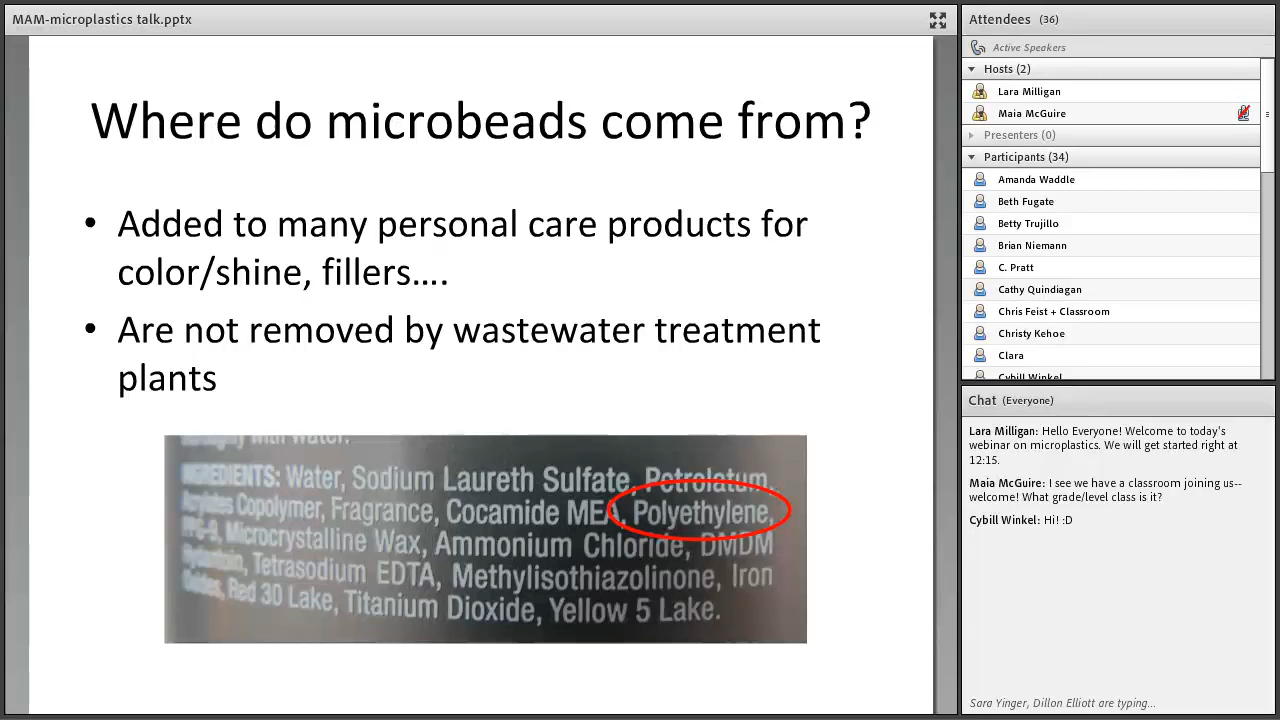 MAM-microplastics talk.pptx
Where do microbeads come from?
• Added to many personal care products for
color/shine, fillers....
• Are not removed by wastewater treatment
plants
with Water.
INGREDIENTS: Water, Sodium Laureth Sulfate, Petrolatum,
Copolymer, Fragrance, Cocamide MEA, Polyethylene,
Microcrystalline Wax, Ammonium Chloride, DMDM
Tetrasodium EDTA, Methylisothiazolinone, Iron
Oxides, Red 30 Lake, Titanium Dioxide, Yellow 5 Lake.
Attendees (36)
Active Speakers
Hosts (2)
Lara Milligan
Maia McGuire
Presenters (0)
Participants (34)
Amanda Waddle
Beth Fugate
Betty Trujillo
Brian Niemann
C. Pratt
Cathy Quindiagan
Chris Feist + Classroom
Christy Kehoe
Clara
Cybill Winkel
Chat (Everyone)
Lara Milligan: Hello Everyone! Welcome to today's
webinar on microplastics. We will get started right at
12:15.
Maia McGuire: I see we have a classroom joining us--
welcome! What grade/level class is it?
Cybill Winkel: Hi! :D
Sara Yinger, Dillon Elliott are typing...